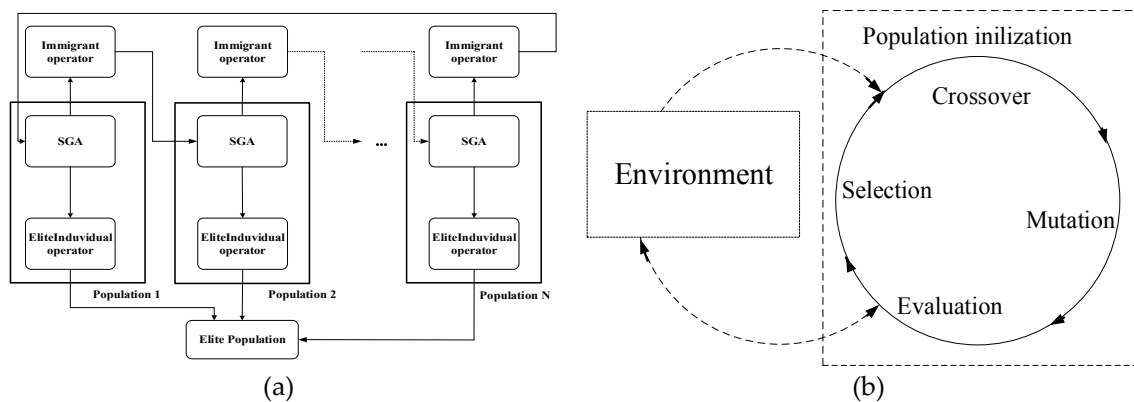 Immigrant
operator
Immigrant
operator
Immigrant
operator
SGA
SGA
...
SGA
EliteInduvidual
operator
EliteInduvidual
operator
EliteInduvidual
operator
Population 1
Population 2
Population N
Elite Population
(a)
Population inilization
Crossover
Environment
Selection
Mutation
Evaluation
(b)